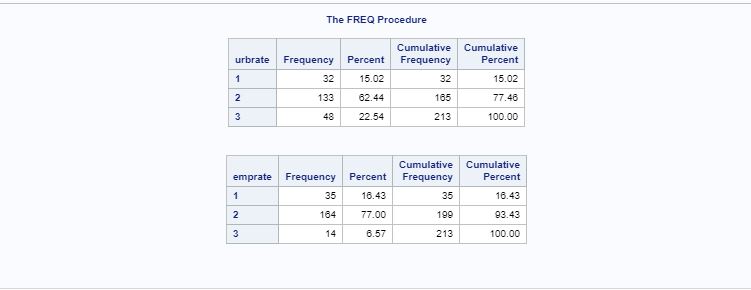 The FREQ Procedure
urbrate Frequency Percent Cumulative Frequency Cumulative Percent
1 32 15.02 32 15.02
2 133 62.44 165 77.46
3 48 22.54 213 100.00
emprate Frequency Percent Cumulative Frequency Cumulative Percent
1 35 16.43 35 16.43
2 164 77.00 199 93.43
3 14 6.57 213 100.00